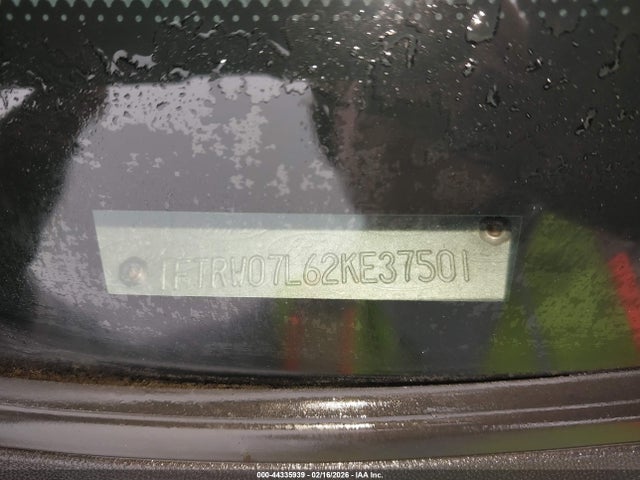 1FTRW07L62KE37501
000-44335939 - 02/16/2026 - IAA Inc.